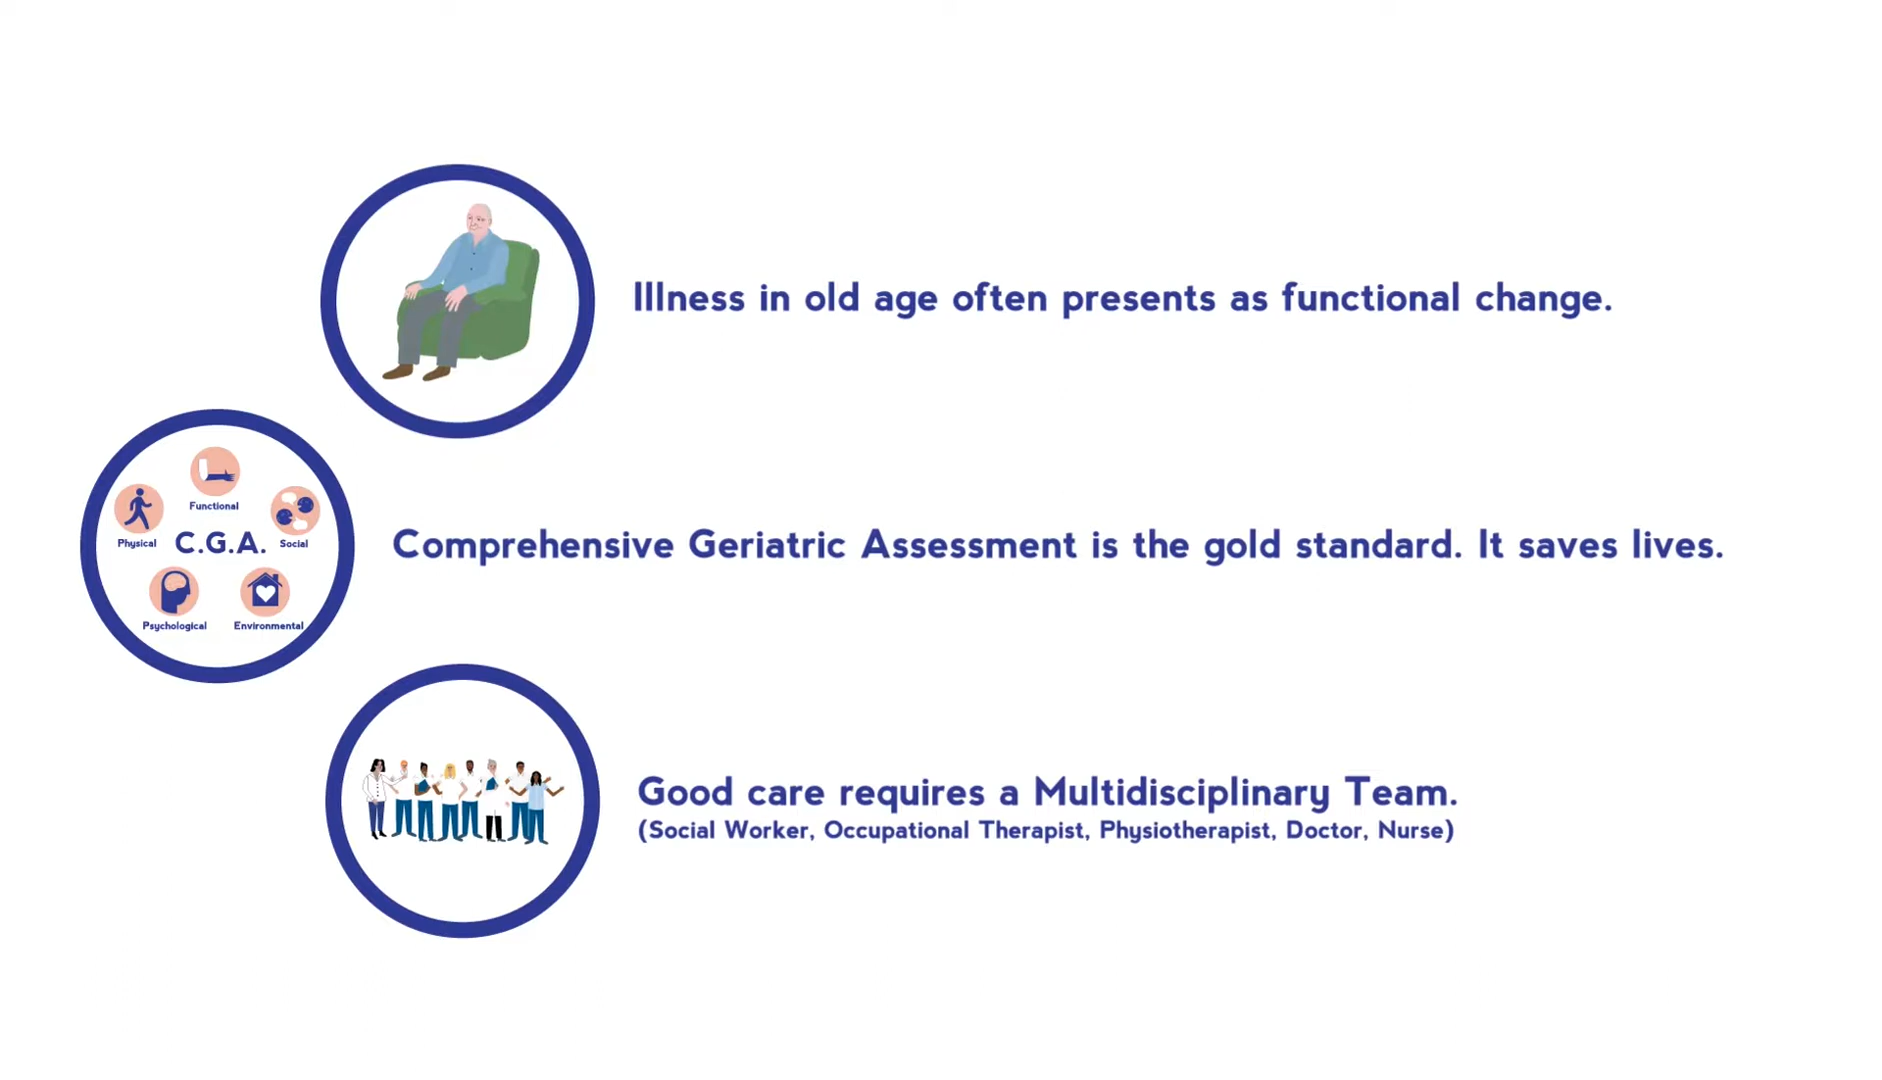 Illness in old age often presents as functional change.
Functional
Physical
C.G.A.
Social
Psychological
Environmental
Comprehensive Geriatric Assessment is the gold standard. It saves lives.
Good care requires a Multidisciplinary Team.
(Social Worker, Occupational Therapist, Physiotherapist, Doctor, Nurse)